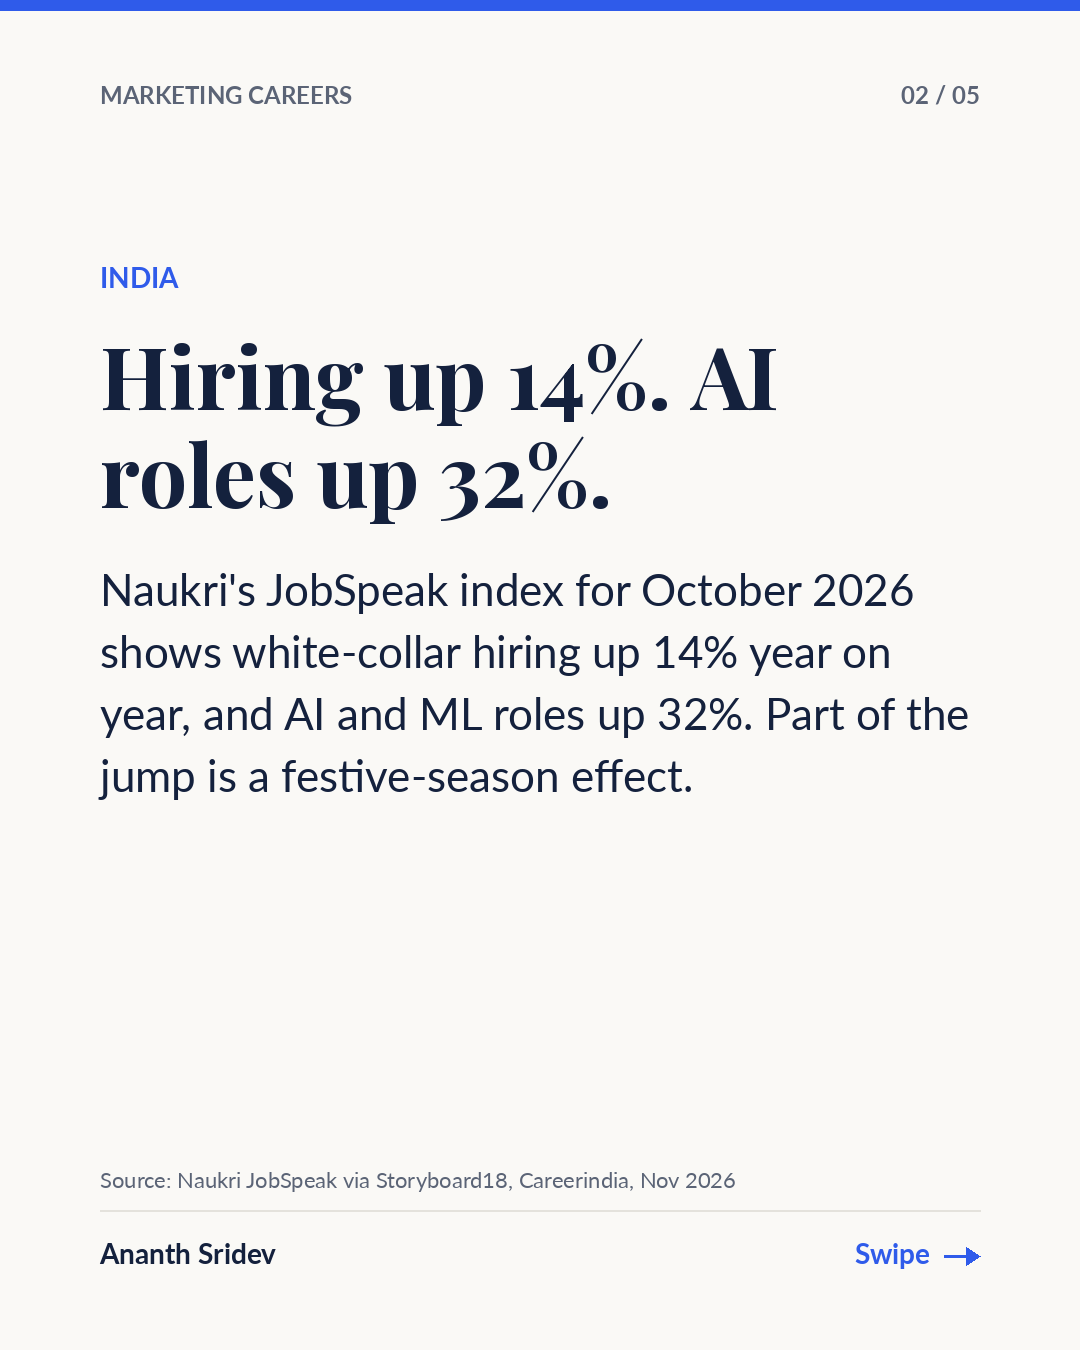 MARKETING CAREERS
02 / 05
INDIA
Hiring up 14%. AI
roles up 32%.
Naukri's JobSpeak index for October 2026
shows white-collar hiring up 14% year on
year, and AI and ML roles up 32%. Part of the
jump is a festive-season effect.
Source: Naukri JobSpeak via Storyboard18, Careerindia, Nov 2026
Ananth Sridev
Swipe →